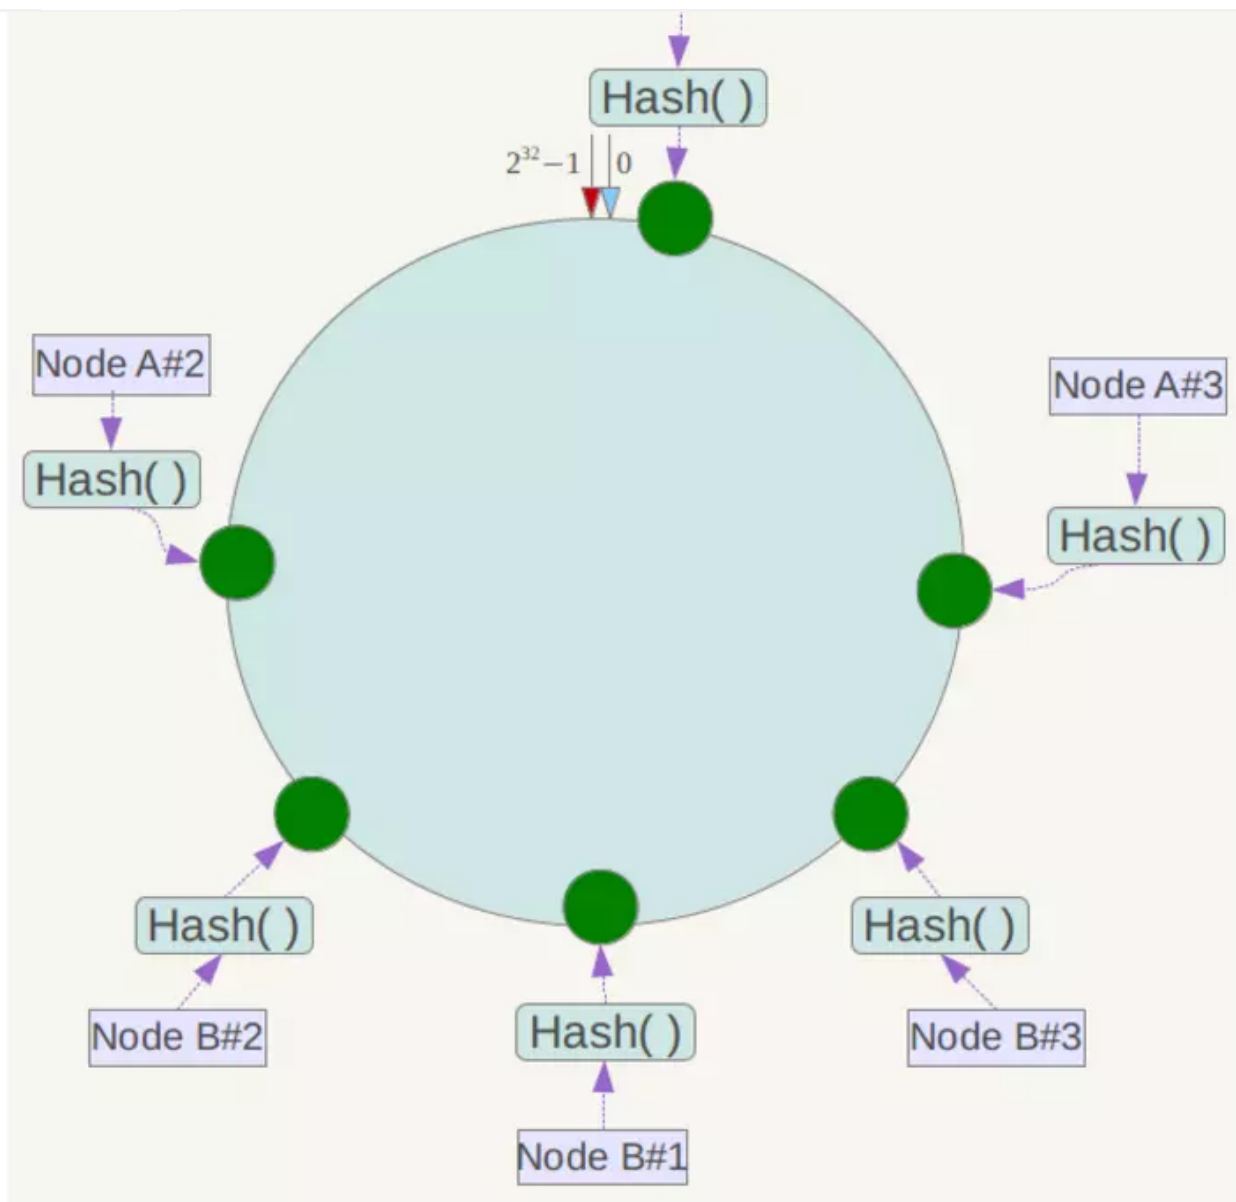 Hash( )
2³²−1
0
Node A#2
Node A#3
Hash( )
Hash( )
Hash( )
Hash( )
Hash( )
Node B#2
Node B#3
Node B#1